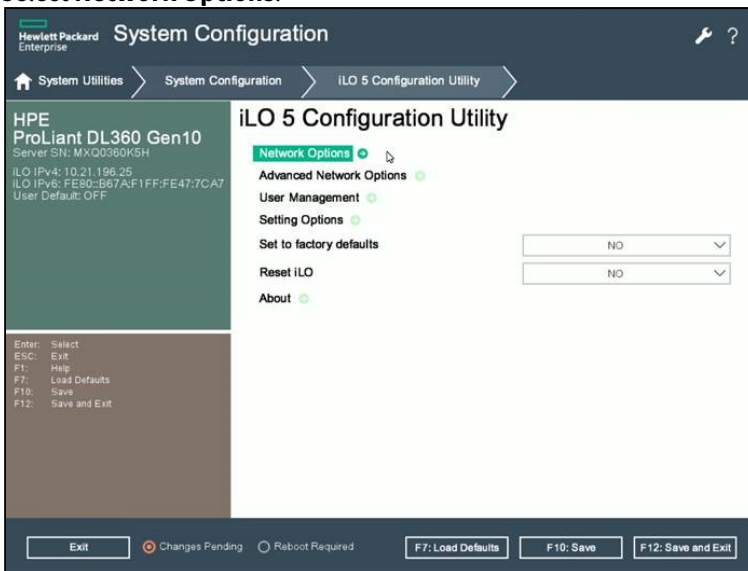 Select Network Options.
Hewlett Packard
Enterprise
System Configuration
?
System Utilities
System Configuration
iLO 5 Configuration Utility
HPE
ProLiant DL360 Gen10
Server SN: MXQ0360K5H
iLO IPv4: 10.21.196.25
iLO IPv6: FE80::B67A:F1FF:FE47:7CA7
User Default: OFF
Enter: Select
ESC: Exit
F1: Help
F7: Load Defaults
F10: Save
F12: Save and Exit
iLO 5 Configuration Utility
Network Options
Advanced Network Options
User Management
Setting Options
Set to factory defaults NO
Reset iLO NO
About
Exit
Changes Pending
Reboot Required
F7: Load Defaults
F10: Save
F12: Save and Exit